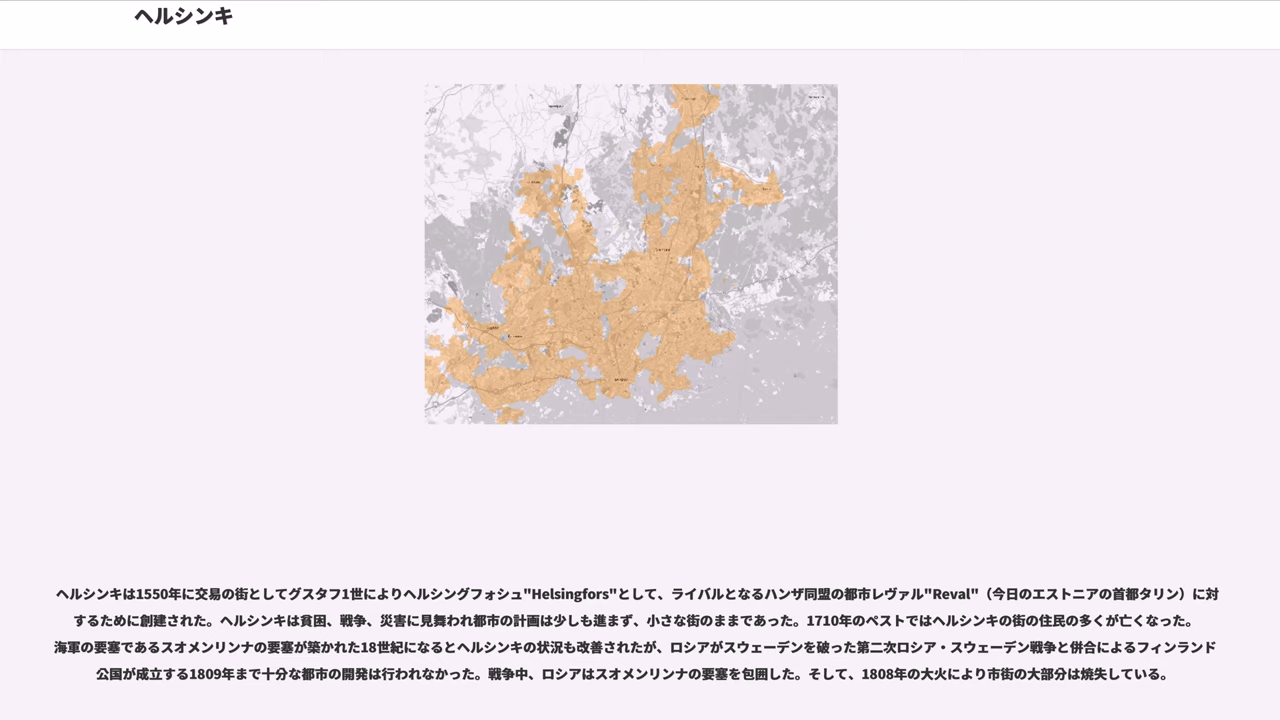 ヘルシンキ
ヘルシンキは1550年に交易の街としてグスタフ1世によりヘルシングフォシュ"Helsingfors"として、ライバルとなるハンザ同盟の都市レヴァル"Reval"（今日のエストニアの首都タリン）に対
するために創建された。ヘルシンキは貧困、戦争、災害に見舞われ都市の計画は少しも進まず、小さな街のままであった。1710年のペストではヘルシンキの街の住民の多くが亡くなった。
海軍の要塞であるスオメンリンナの要塞が築かれた18世紀になるとヘルシンキの状況も改善されたが、ロシアがスウェーデンを破った第二次ロシア・スウェーデン戦争と併合によるフィンランド
公国が成立する1809年まで十分な都市の開発は行われなかった。戦争中、ロシアはスオメンリンナの要塞を包囲した。そして、1808年の大火により市街の大部分は焼失している。